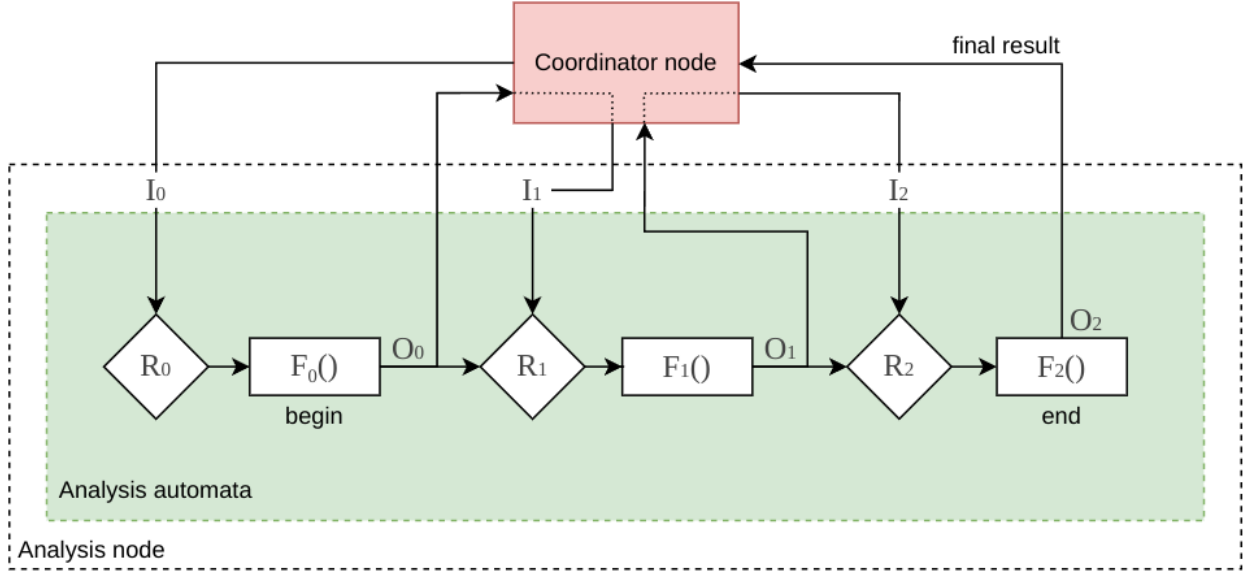 Coordinator node
final result
I0
I1
I2
R0
F0()
O0
R1
F1()
O1
R2
F2()
O2
begin
end
Analysis automata
Analysis node